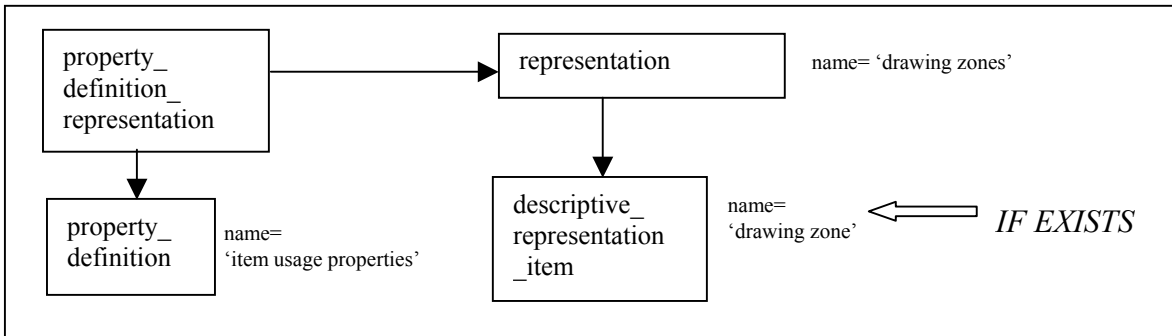 property_
definition_
representation
representation
name= ‘drawing zones’
property_
definition
name=
‘item usage properties’
descriptive_
representation
_item
name=
‘drawing zone’
IF EXISTS